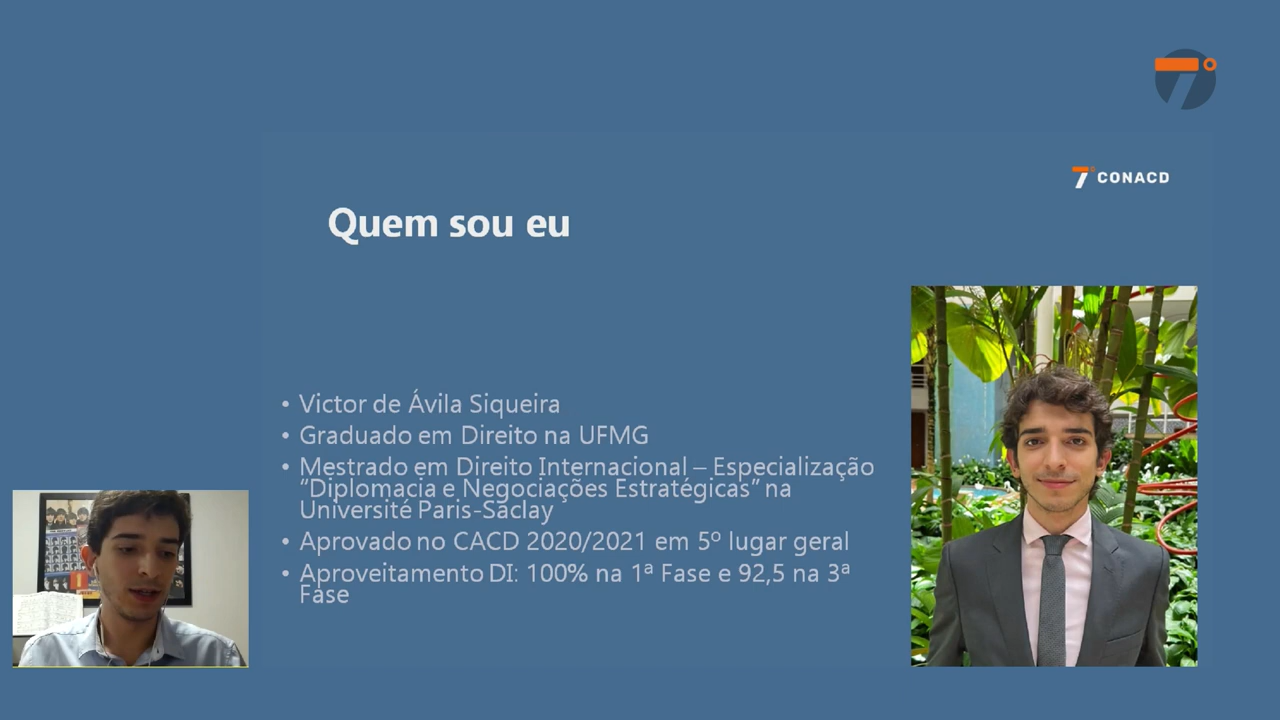 7º CONACD
Quem sou eu
• Victor de Ávila Siqueira
• Graduado em Direito na UFMG
• Mestrado em Direito Internacional – Especialização
“Diplomacia e Negociações Estratégicas” na
Université Paris-Saclay
• Aprovado no CACD 2020/2021 em 5º lugar geral
• Aproveitamento DI: 100% na 1ª Fase e 92,5 na 3ª
Fase